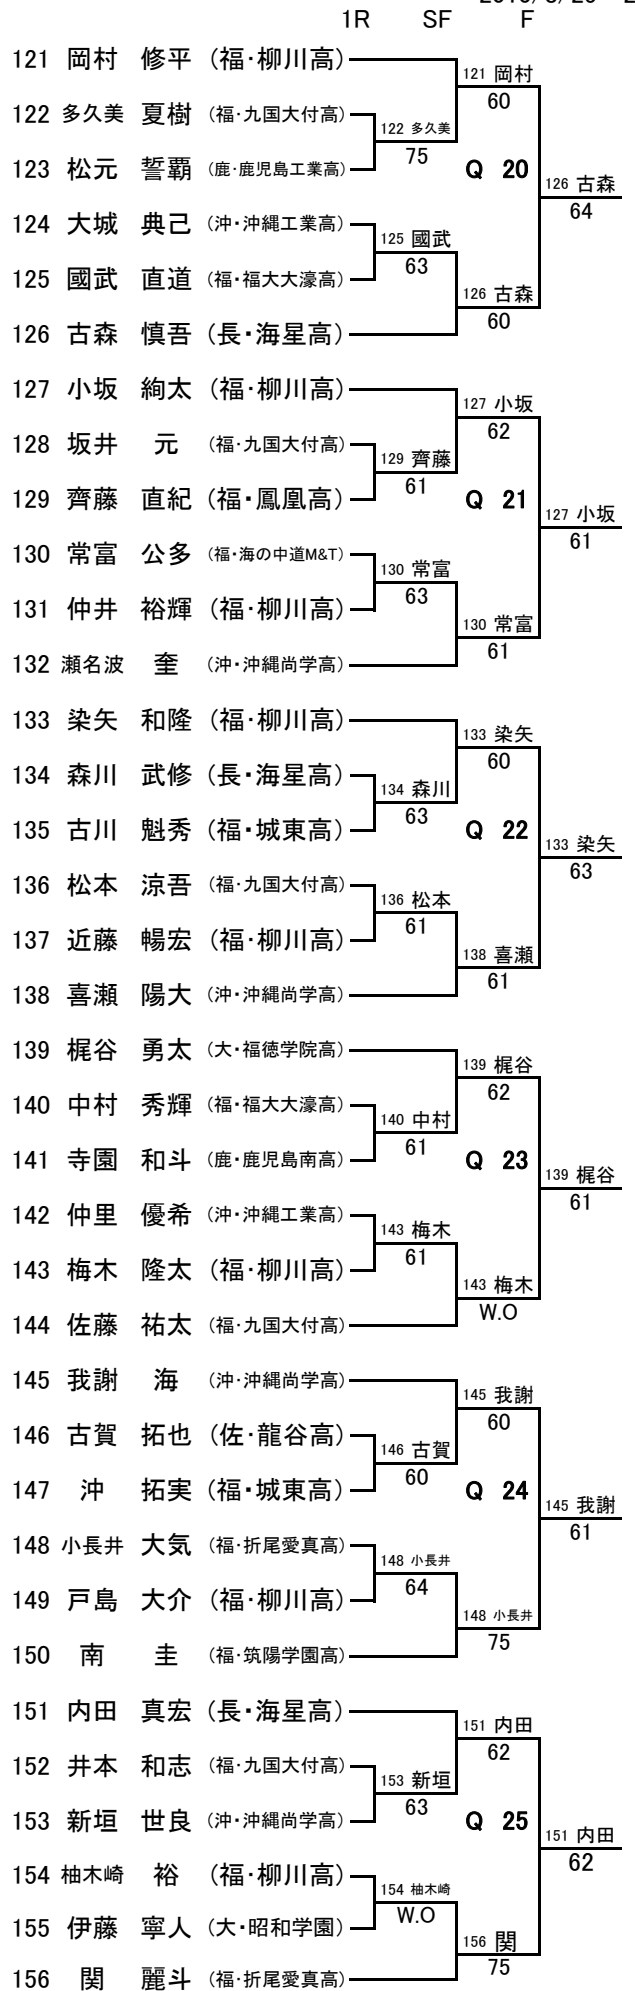 1R SF F
121 岡村 修平 (福・柳川高)
121 岡村
122 多久美 夏樹 (福・九国大付高)
60
122 多久美
75
123 松元 誓覇 (鹿・鹿児島工業高)
Q 20
126 古森
64
124 大城 典己 (沖・沖縄工業高)
125 國武
63
125 國武 直道 (福・福大大濠高)
126 古森
60
126 古森 慎吾 (長・海星高)
127 小坂 絢太 (福・柳川高)
127 小坂
62
128 坂井 元 (福・九国大付高)
129 齊藤
61
129 齊藤 直紀 (福・鳳凰高)
Q 21
127 小坂
61
130 常富 公多 (福・海の中道M&T)
130 常富
63
131 仲井 裕輝 (福・柳川高)
130 常富
61
132 瀬名波 奎 (沖・沖縄尚学高)
133 染矢 和隆 (福・柳川高)
133 染矢
60
134 森川 武修 (長・海星高)
134 森川
63
135 古川 魁秀 (福・城東高)
Q 22
133 染矢
63
136 松本 涼吾 (福・九国大付高)
136 松本
61
137 近藤 暢宏 (福・柳川高)
138 喜瀬
61
138 喜瀬 陽大 (沖・沖縄尚学高)
139 梶谷 勇太 (大・福徳学院高)
139 梶谷
62
140 中村 秀輝 (福・福大大濠高)
140 中村
61
141 寺園 和斗 (鹿・鹿児島南高)
Q 23
139 梶谷
61
142 仲里 優希 (沖・沖縄工業高)
143 梅木
61
143 梅木 隆太 (福・柳川高)
143 梅木
W.O
144 佐藤 祐太 (福・九国大付高)
145 我謝 海 (沖・沖縄尚学高)
145 我謝
60
146 古賀 拓也 (佐・龍谷高)
146 古賀
60
147 沖 拓実 (福・城東高)
Q 24
145 我謝
61
148 小長井 大気 (福・折尾愛真高)
148 小長井
64
149 戸島 大介 (福・柳川高)
148 小長井
75
150 南 圭 (福・筑陽学園高)
151 内田 真宏 (長・海星高)
151 内田
62
152 井本 和志 (福・九国大付高)
153 新垣
63
153 新垣 世良 (沖・沖縄尚学高)
Q 25
151 内田
62
154 柚木崎 裕 (福・柳川高)
154 柚木崎
W.O
155 伊藤 寧人 (大・昭和学園)
156 関
75
156 関 麗斗 (福・折尾愛真高)